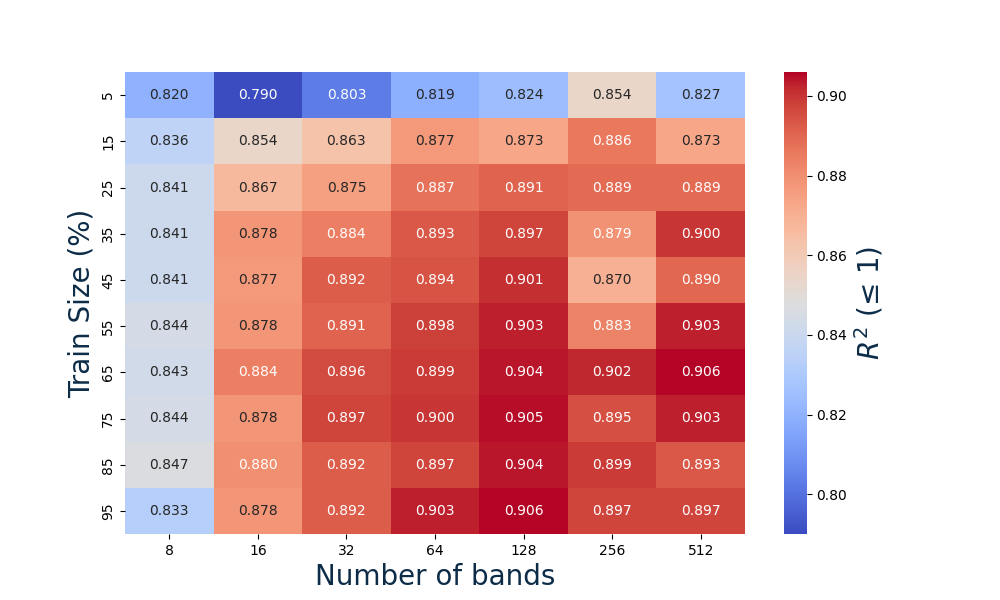 5 0.820 0.790 0.803 0.819 0.824 0.854 0.827
15 0.836 0.854 0.863 0.877 0.873 0.886 0.873
25 0.841 0.867 0.875 0.887 0.891 0.889 0.889
35 0.841 0.878 0.884 0.893 0.897 0.879 0.900
45 0.841 0.877 0.892 0.894 0.901 0.870 0.890
55 0.844 0.878 0.891 0.898 0.903 0.883 0.903
65 0.843 0.884 0.896 0.899 0.904 0.902 0.906
75 0.844 0.878 0.897 0.900 0.905 0.895 0.903
85 0.847 0.880 0.892 0.897 0.904 0.899 0.893
95 0.833 0.878 0.892 0.903 0.906 0.897 0.897
8 16 32 64 128 256 512
Number of bands
Train Size (%)
0.90
0.88
0.86
0.84
0.82
0.80
R² (≤ 1)